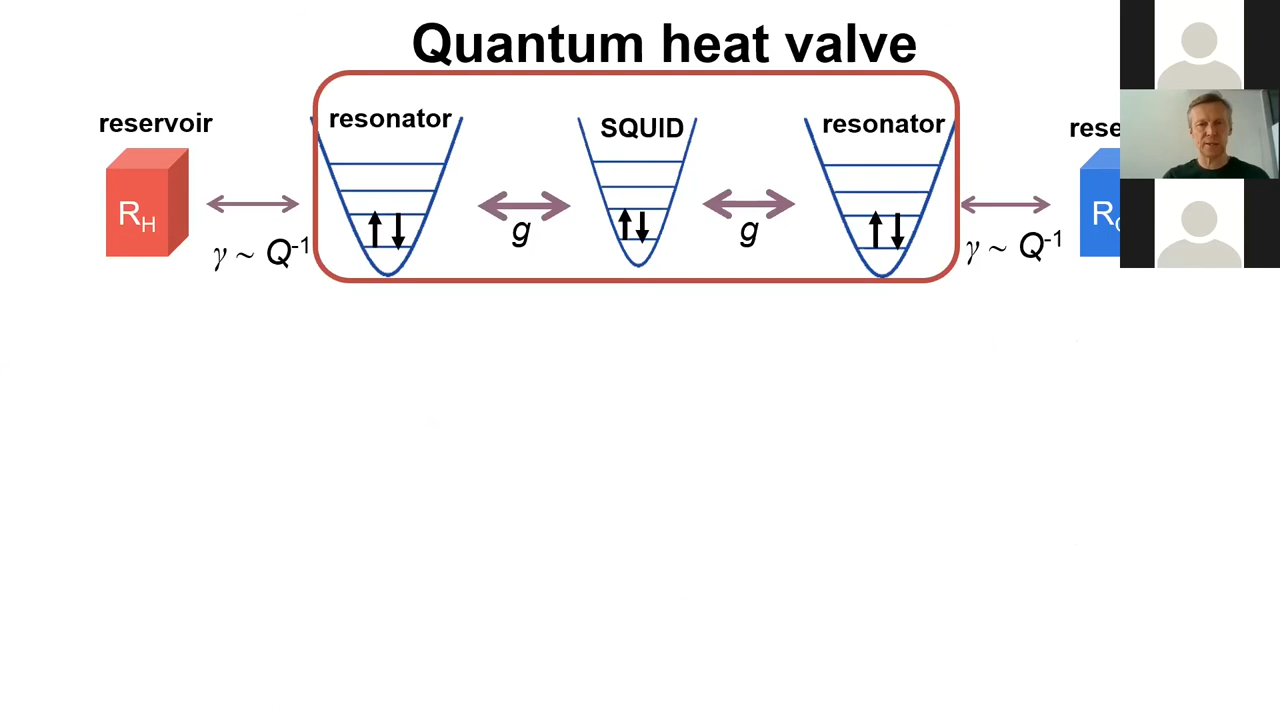 Quantum heat valve
reservoir
resonator
SQUID
resonator
R_H
g
g
γ ~ Q⁻¹
γ ~ Q⁻¹